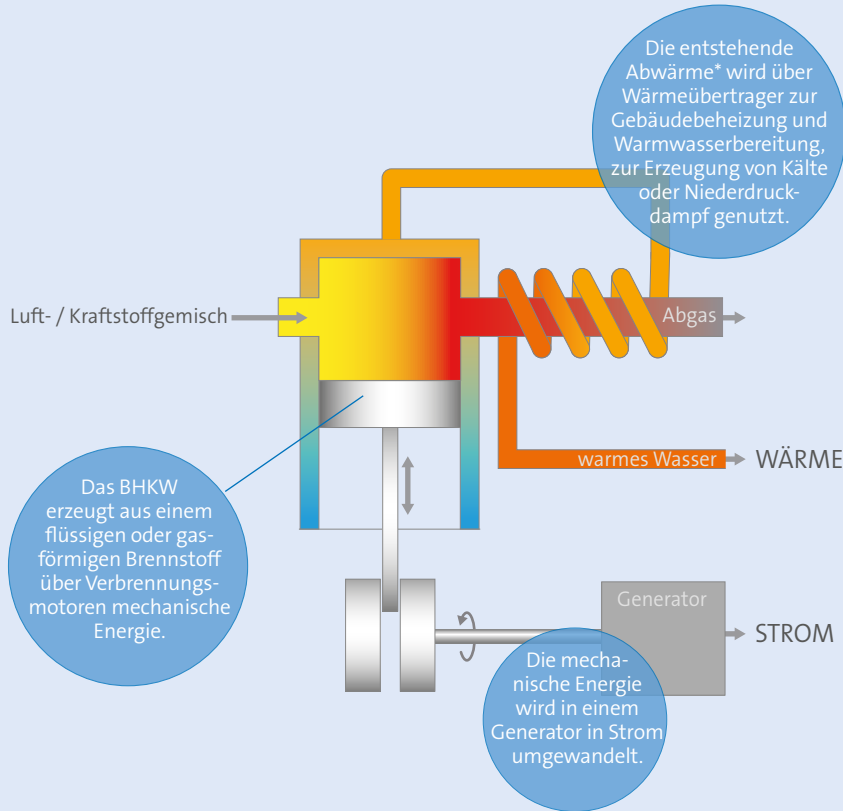 Die entstehende
Abwärme* wird über
Wärmeübertrager zur
Gebäudebeheizung und
Warmwasserbereitung,
zur Erzeugung von Kälte
oder Niederdruck-
dampf genutzt.
Luft- / Kraftstoffgemisch
Abgas
warmes Wasser
WÄRME
Das BHKW
erzeugt aus einem
flüssigen oder gas-
förmigen Brennstoff
über Verbrennungs-
motoren mechanische
Energie.
Generator
STROM
Die mecha-
nische Energie
wird in einem
Generator in Strom
umgewandelt.